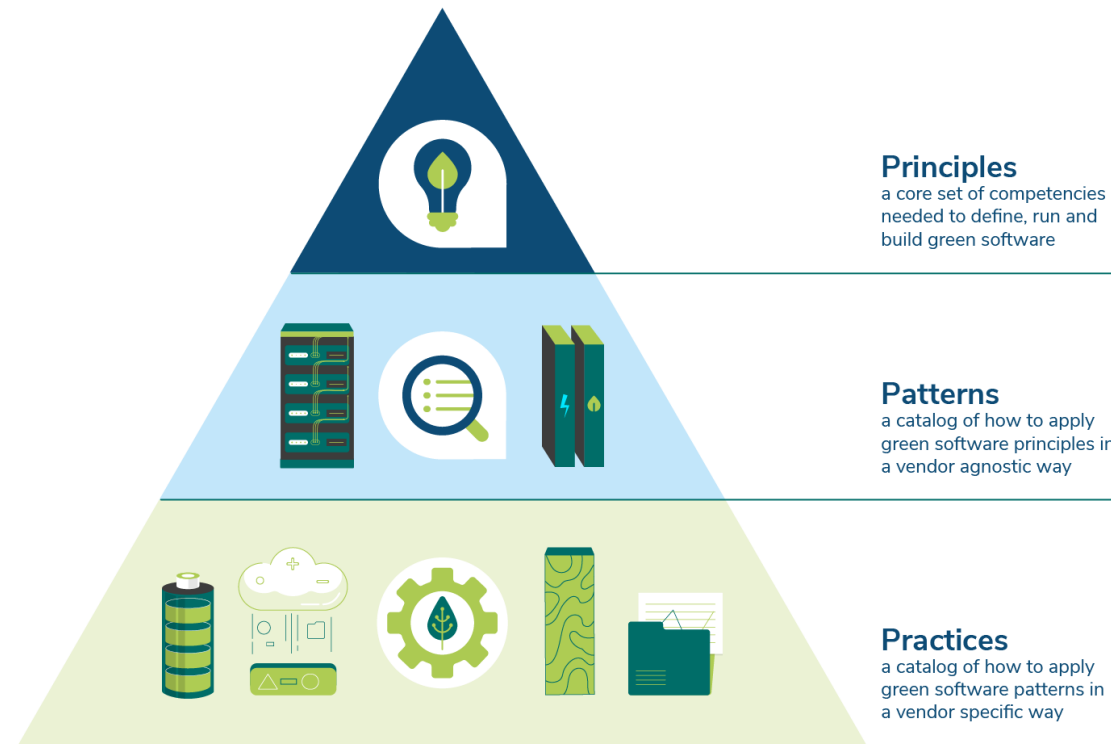 Principles
a core set of competencies
needed to define, run and
build green software
Patterns
a catalog of how to apply
green software principles in
a vendor agnostic way
Practices
a catalog of how to apply
green software patterns in
a vendor specific way